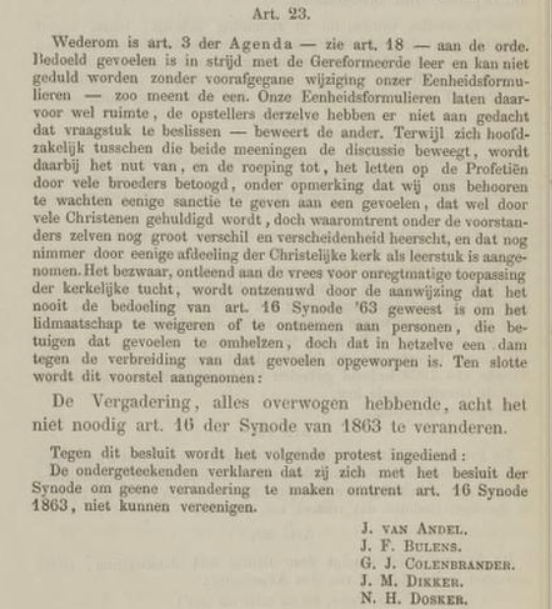 Art. 23.
Wederom is art. 3 der Agenda — zie art. 18 — aan de orde.
Bedoeld gevoelen is in strijd met de Gereformeerde leer en kan niet
geduld worden zonder voorafgegane wijziging onzer Eenheidsformu-
lieren — zoo meent de een. Onze Eenheidsformulieren laten daar-
voor wel ruimte, de opstellers derzelve hebben er niet aan gedacht
dat vraagstuk te beslissen — beweert de ander. Terwijl zich hoofd-
zakelijk tusschen die beide meeningen de discussie beweegt, wordt
daarbij het nut van, en de roeping tot, het letten op de Profetiën
door vele broeders betoogd, onder opmerking dat wij ons behooren
te wachten eenige sanctie te geven aan een gevoelen, dat wel door
vele Christenen gehuldigd wordt, doch waaromtrent onder de voorstan-
ders zelven nog groot verschil en verscheidenheid heerscht, en dat nog
nimmer door eenige afdeeling der Christelijke kerk als leerstuk is aange-
nomen. Het bezwaar, ontleend aan de vrees voor onregtmatige toepassing
der kerkelijke tucht, wordt ontzenuwd door de aanwijzing dat het
nooit de bedoeling van art. 16 Synode '63 geweest is om het
lidmaatschap te weigeren of te ontnemen aan personen, die be-
tuigen dat gevoelen te omhelzen, doch dat in hetzelve een dam
tegen de verbreiding van dat gevoelen opgeworpen is. Ten slotte
wordt dit voorstel aangenomen:
De Vergadering, alles overwogen hebbende, acht het
niet noodig art. 16 der Synode van 1863 te veranderen.
Tegen dit besluit wordt het volgende protest ingediend:
De ondergeteekenden verklaren dat zij zich met het besluit der
Synode om geene verandering te maken omtrent art. 16 Synode
1863, niet kunnen vereenigen.
J. VAN ANDEL.
J. F. BULENS.
G. J. COLENBRANDER.
J. M. DIKKER.
N. H. DOSKER.